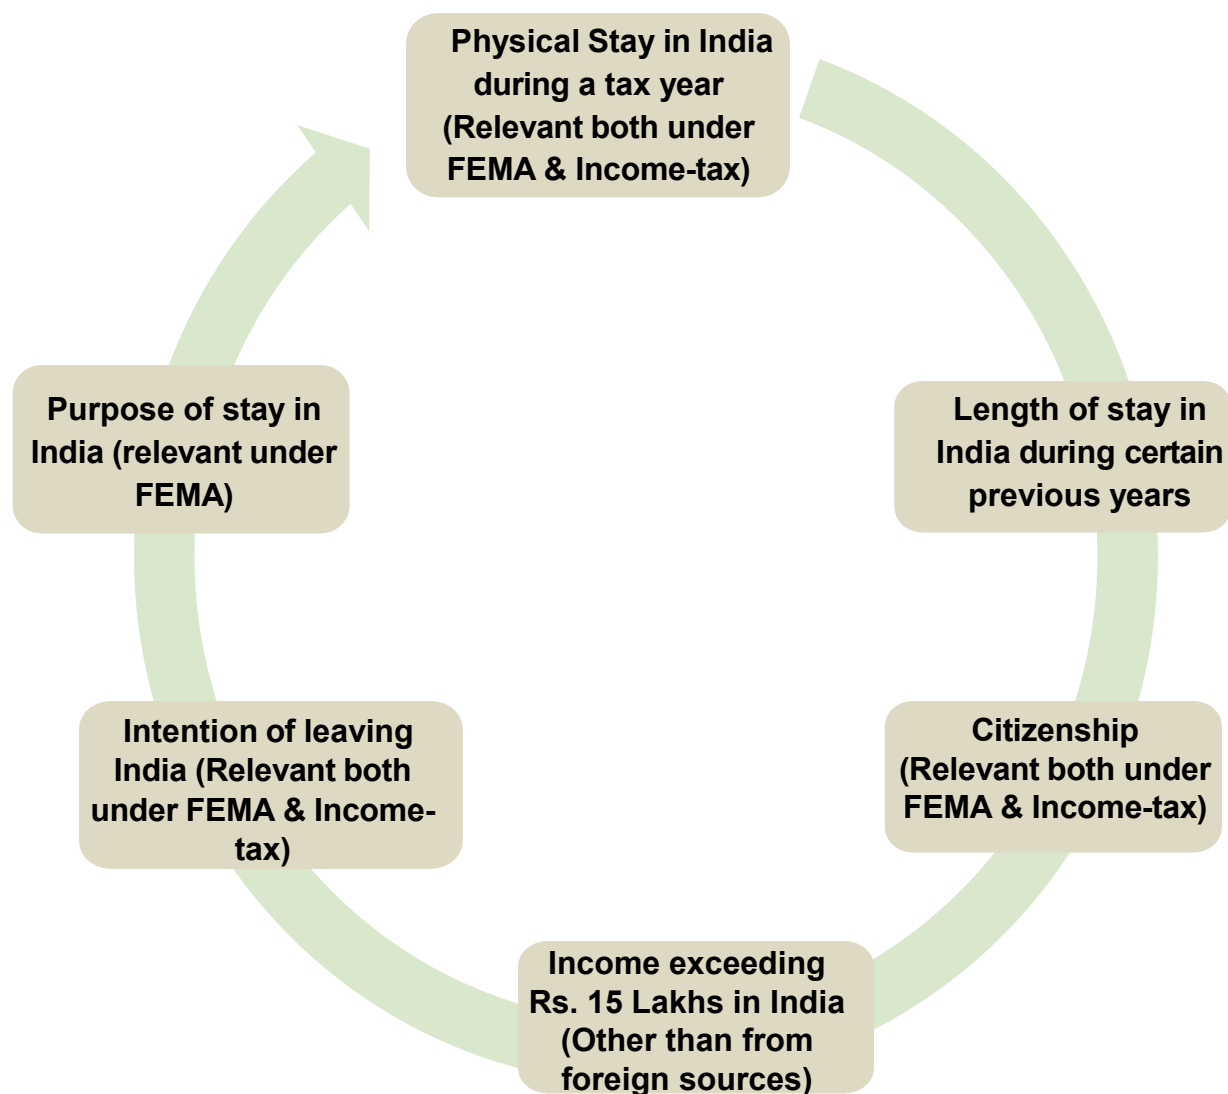 Physical Stay in India
during a tax year
(Relevant both under
FEMA & Income-tax)
Length of stay in
India during certain
previous years
Citizenship
(Relevant both under
FEMA & Income-tax)
Income exceeding
Rs. 15 Lakhs in India
(Other than from
foreign sources)
Intention of leaving
India (Relevant both
under FEMA & Income-
tax)
Purpose of stay in
India (relevant under
FEMA)